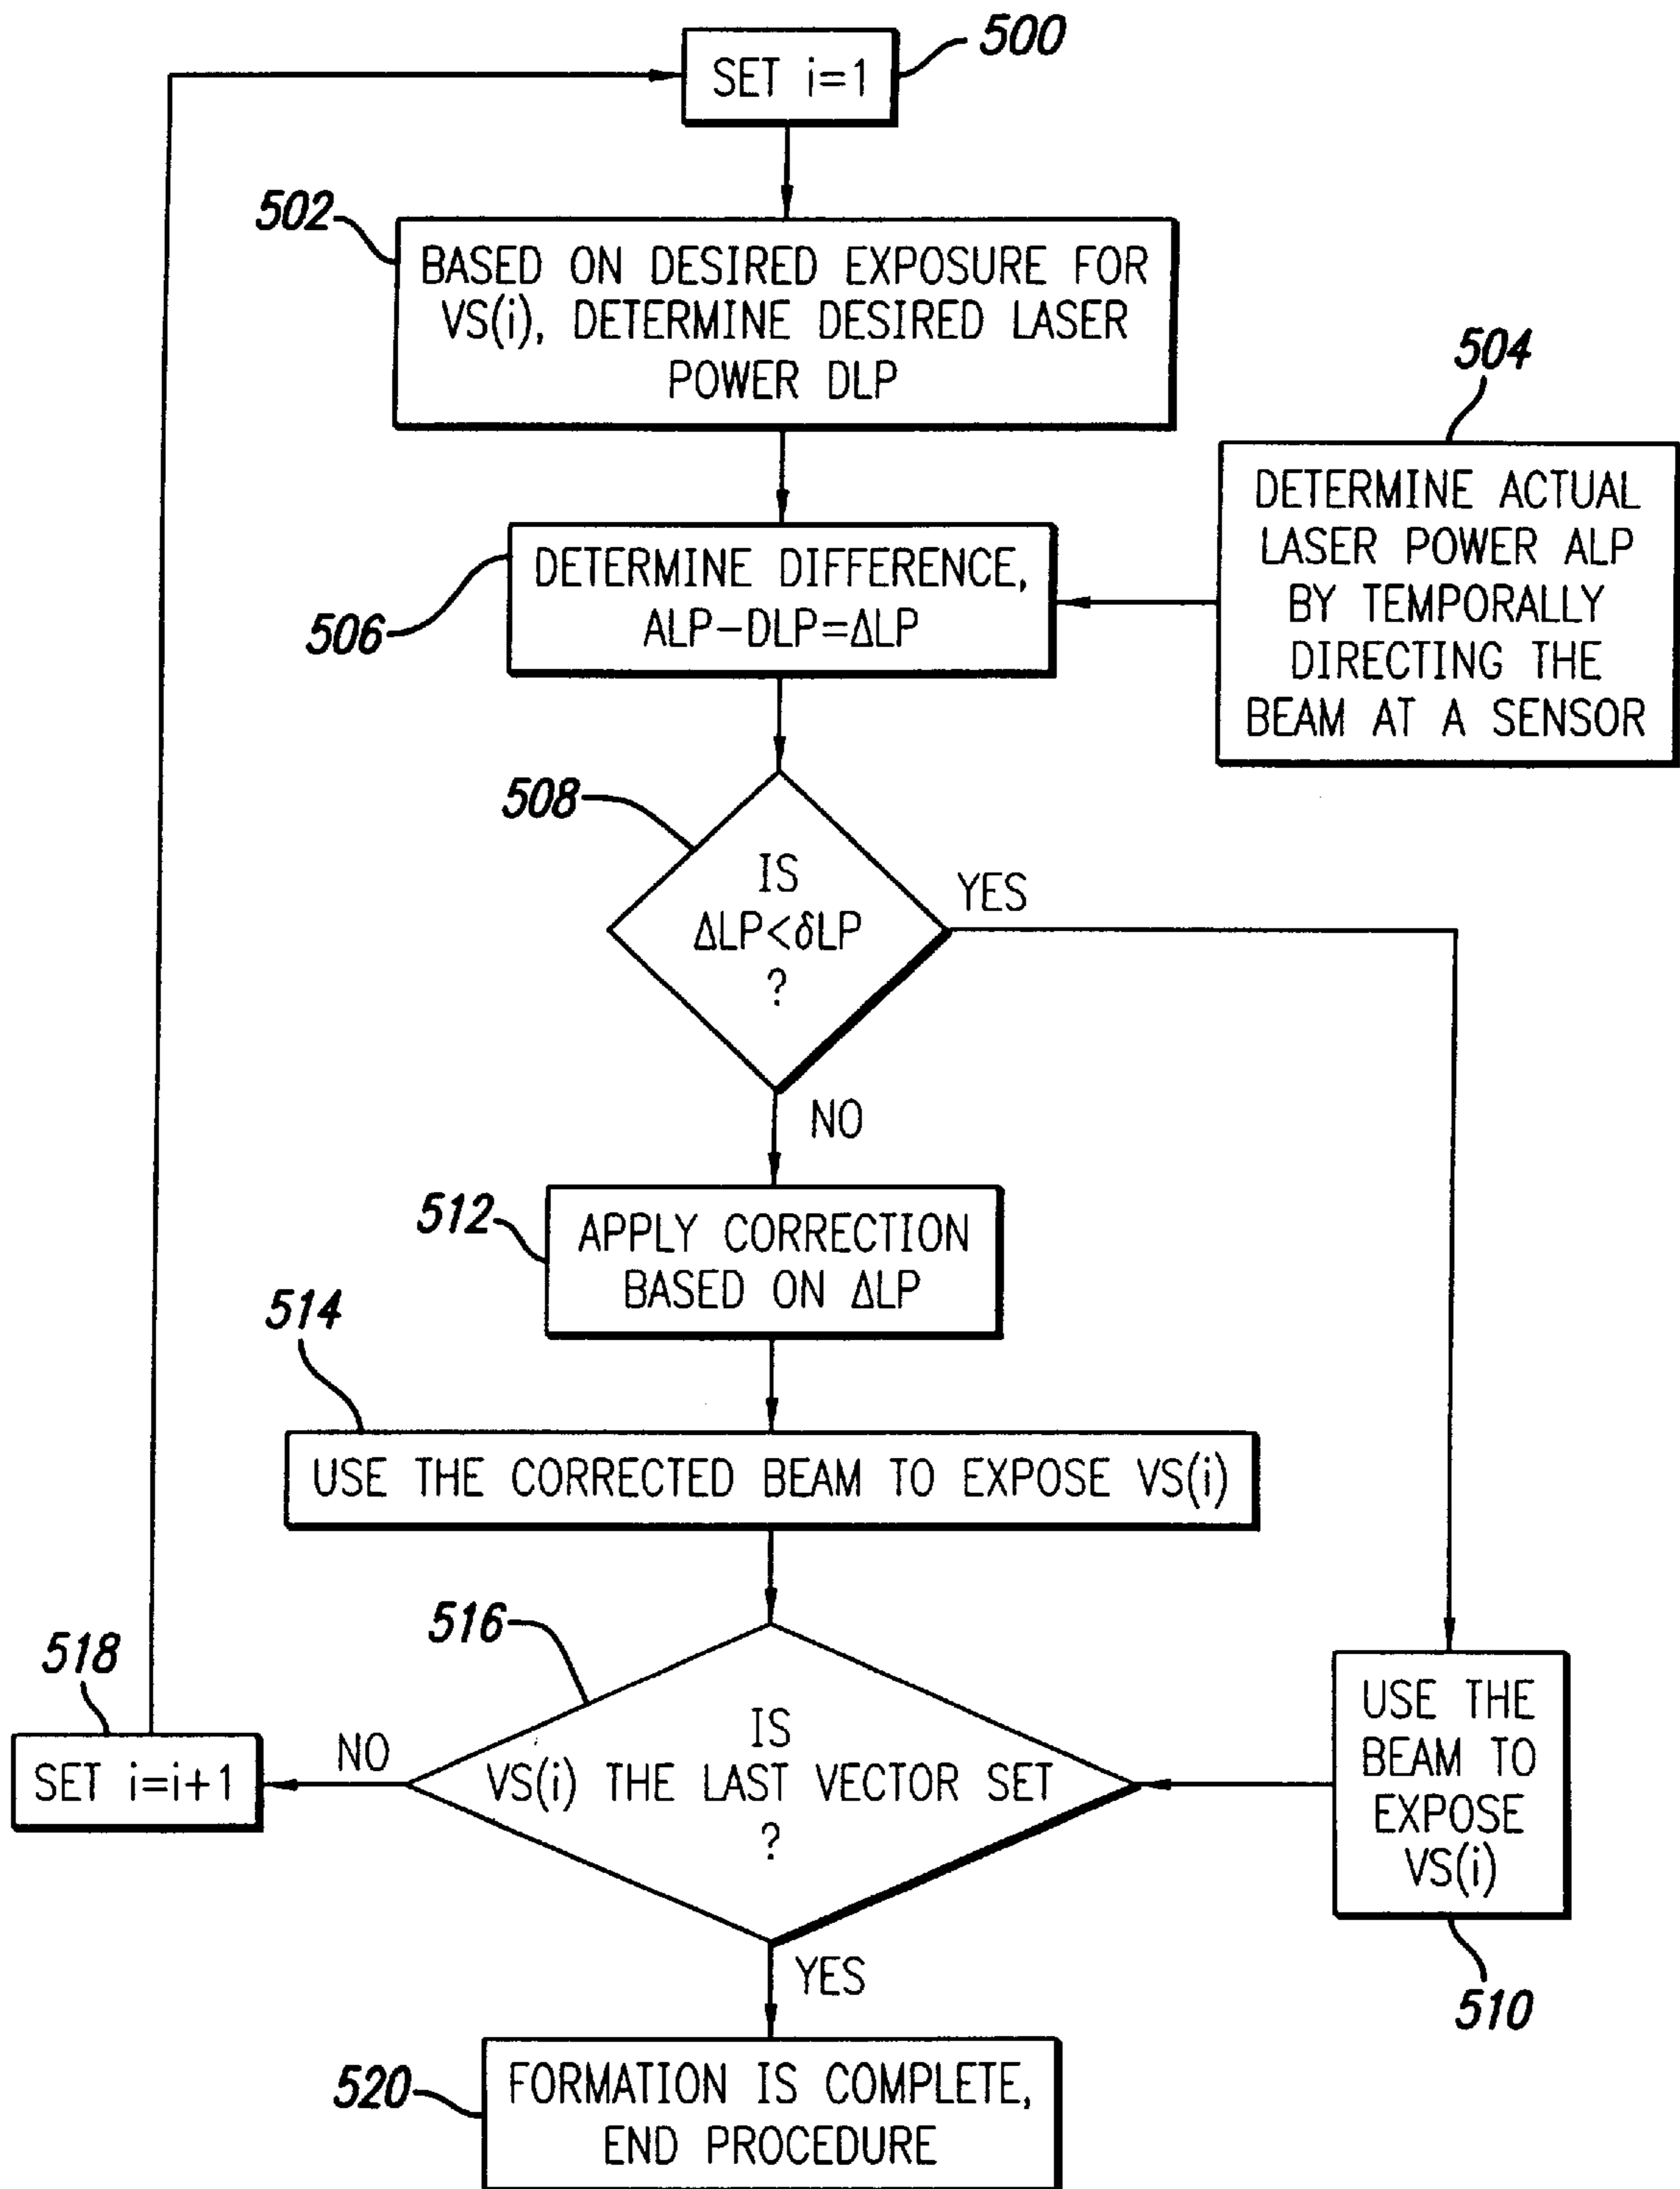 500
SET i=1
502
BASED ON DESIRED EXPOSURE FOR
VS(i), DETERMINE DESIRED LASER
POWER DLP
504
DETERMINE ACTUAL
LASER POWER ALP
BY TEMPORALLY
DIRECTING THE
BEAM AT A SENSOR
506
DETERMINE DIFFERENCE,
ALP-DLP=ΔLP
508
IS
ΔLP<δLP
?
YES
NO
512
APPLY CORRECTION
BASED ON ΔLP
514
USE THE CORRECTED BEAM TO EXPOSE VS(i)
516
IS
VS(i) THE LAST VECTOR SET
?
NO
518
SET i=i+1
USE THE
BEAM TO
EXPOSE
VS(i)
510
YES
520
FORMATION IS COMPLETE,
END PROCEDURE